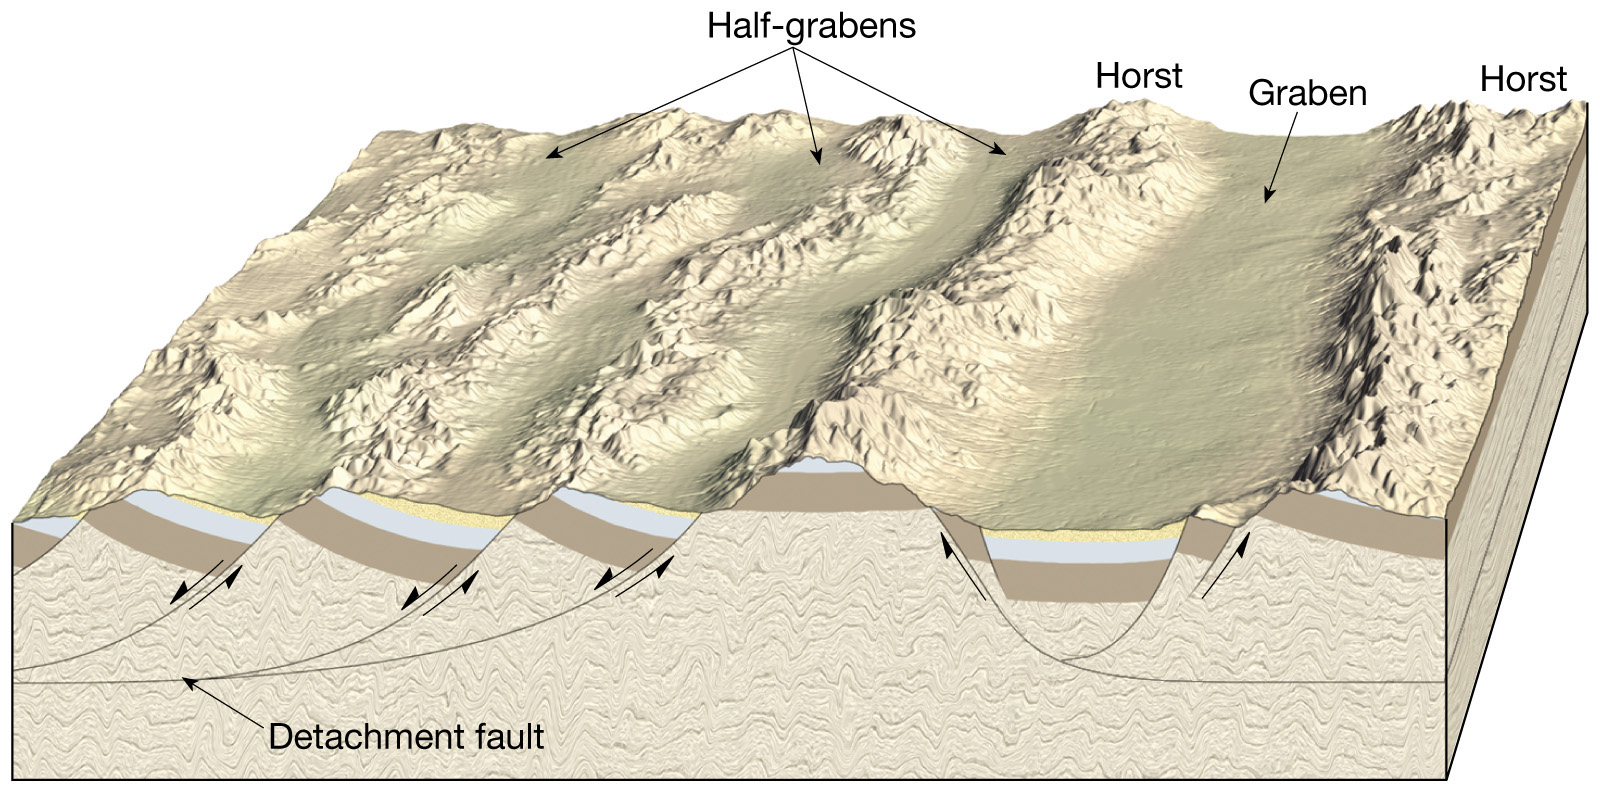 Half-grabens
Horst
Graben
Horst
Detachment fault